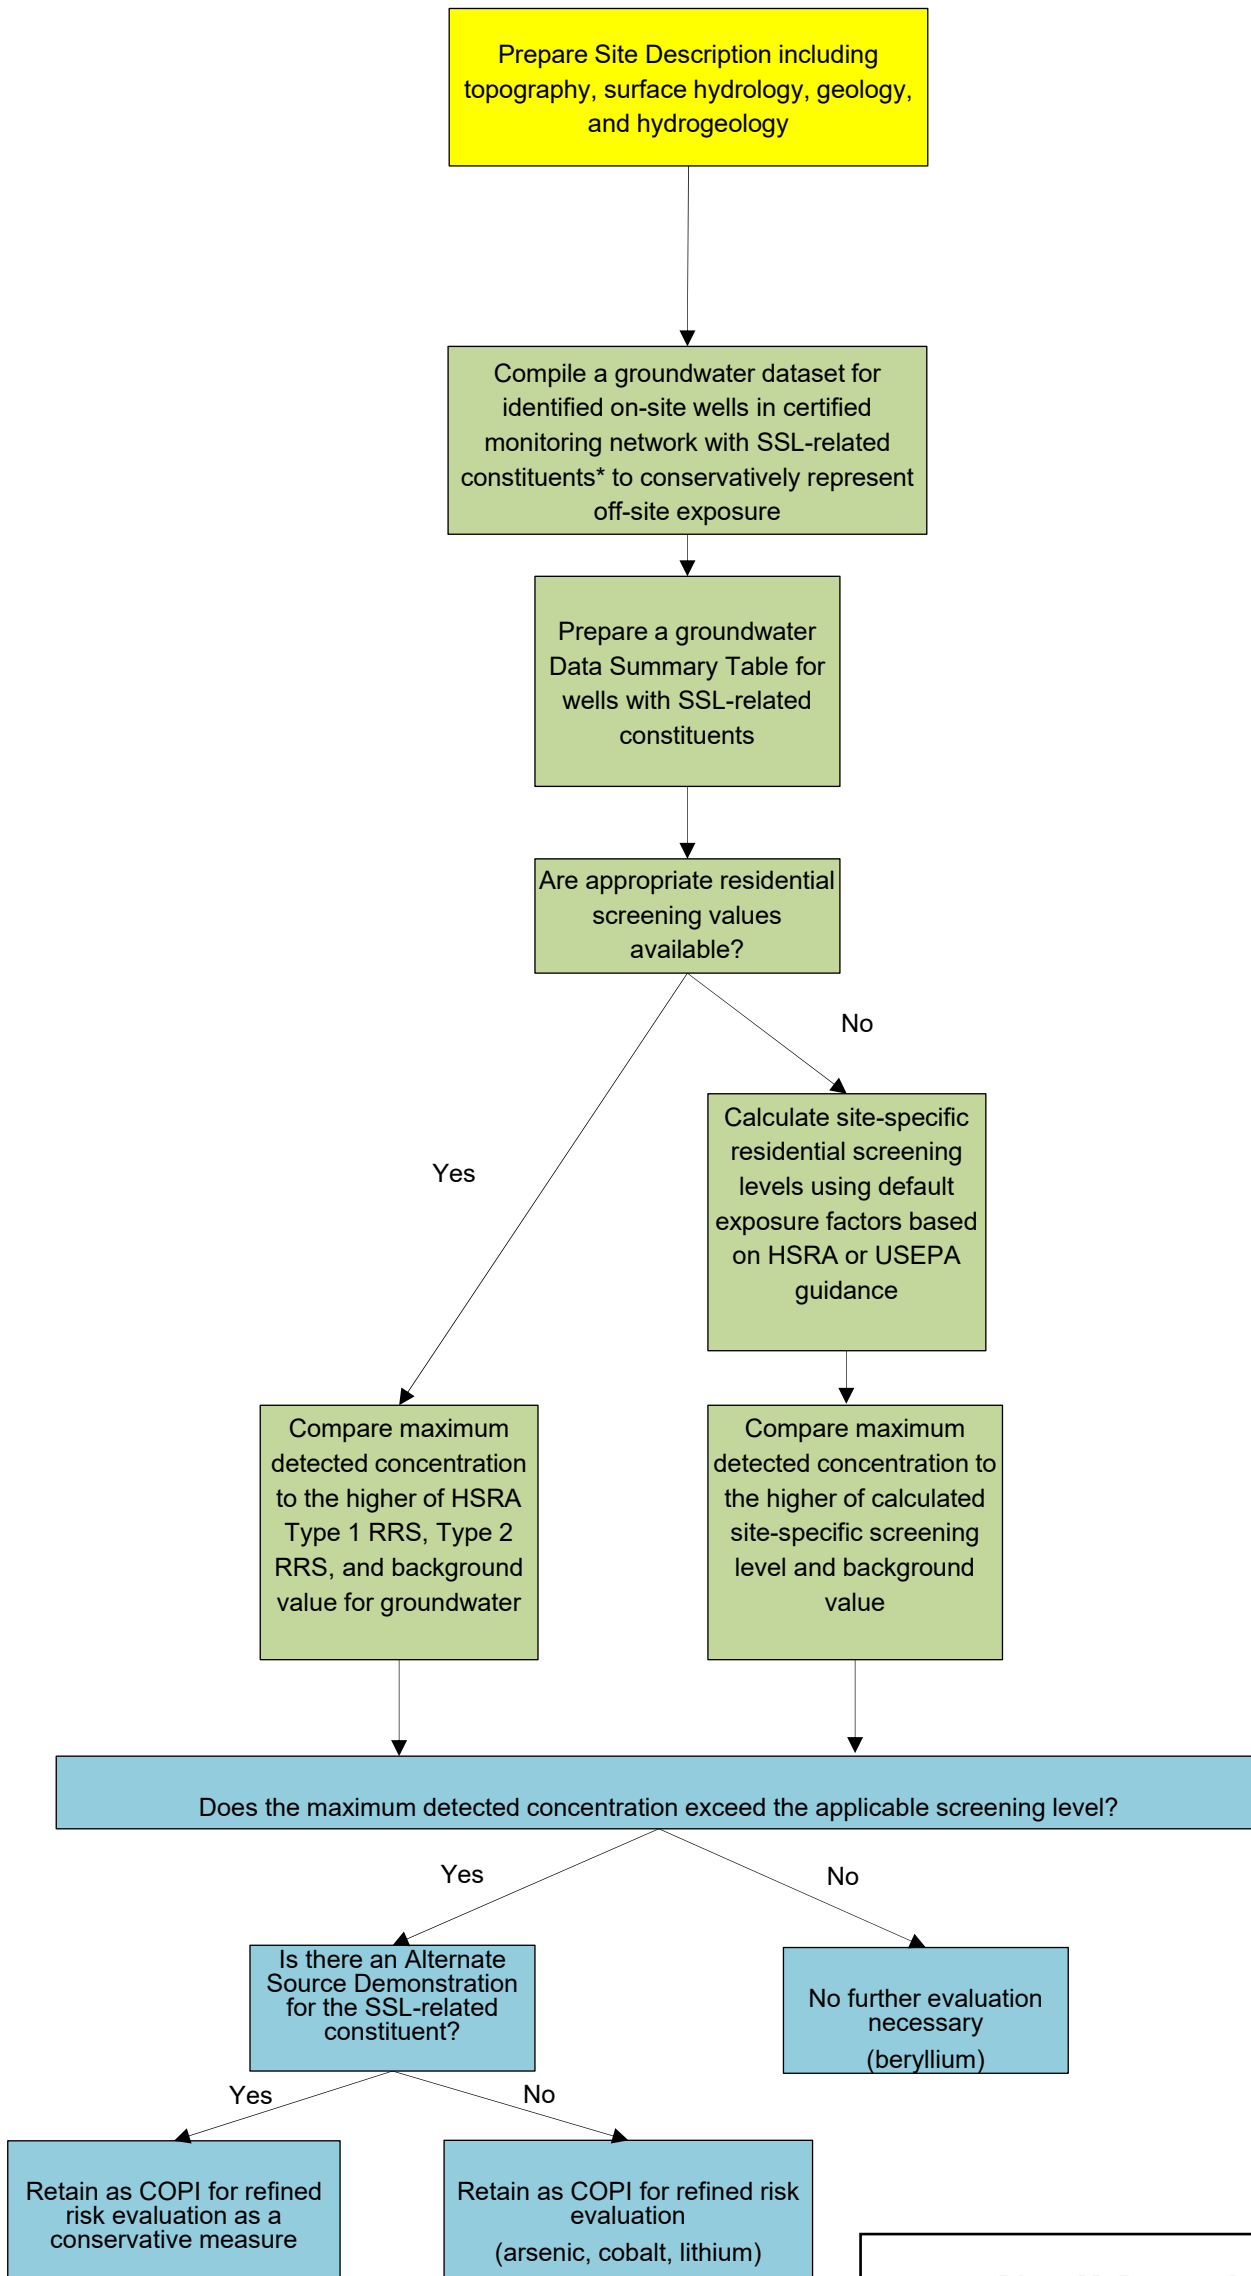 Prepare Site Description including
topography, surface hydrology, geology,
and hydrogeology
Compile a groundwater dataset for
identified on-site wells in certified
monitoring network with SSL-related
constituents* to conservatively represent
off-site exposure
Prepare a groundwater
Data Summary Table for
wells with SSL-related
constituents
Are appropriate residential
screening values
available?
No
Yes
Calculate site-specific
residential screening
levels using default
exposure factors based
on HSRA or USEPA
guidance
Compare maximum
detected concentration
to the higher of HSRA
Type 1 RRS, Type 2
RRS, and background
value for groundwater
Compare maximum
detected concentration to
the higher of calculated
site-specific screening
level and background
value
Does the maximum detected concentration exceed the applicable screening level?
Yes
No
Is there an Alternate
Source Demonstration
for the SSL-related
constituent?
No further evaluation
necessary
(beryllium)
Yes
No
Retain as COPI for refined
risk evaluation as a
conservative measure
Retain as COPI for refined risk
evaluation
(arsenic, cobalt, lithium)